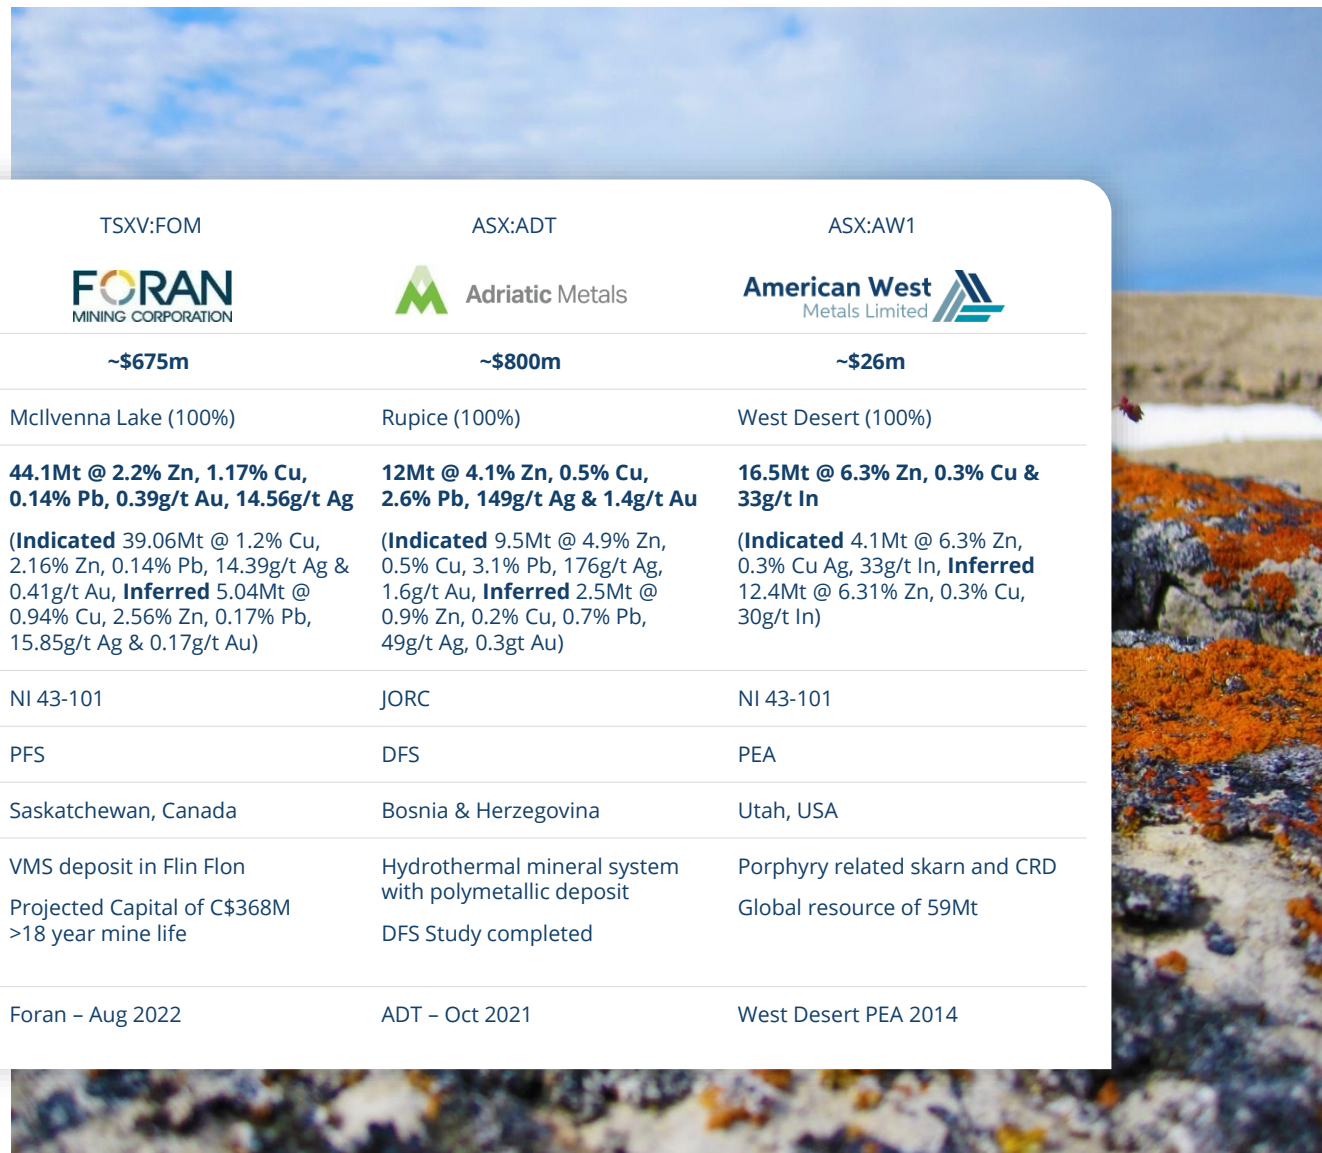 TSXV:FOM
ASX:ADT
ASX:AW1
FORAN
MINING CORPORATION
Adriatic Metals
American West
Metals Limited
~$675m
~$800m
~$26m
McIlvenna Lake (100%)
Rupice (100%)
West Desert (100%)
44.1Mt @ 2.2% Zn, 1.17% Cu,
0.14% Pb, 0.39g/t Au, 14.56g/t Ag
(Indicated 39.06Mt @ 1.2% Cu,
2.16% Zn, 0.14% Pb, 14.39g/t Ag &
0.41g/t Au, Inferred 5.04Mt @
0.94% Cu, 2.56% Zn, 0.17% Pb,
15.85g/t Ag & 0.17g/t Au)
12Mt @ 4.1% Zn, 0.5% Cu,
2.6% Pb, 149g/t Ag & 1.4g/t Au
(Indicated 9.5Mt @ 4.9% Zn,
0.5% Cu, 3.1% Pb, 176g/t Ag,
1.6g/t Au, Inferred 2.5Mt @
0.9% Zn, 0.2% Cu, 0.7% Pb,
49g/t Ag, 0.3gt Au)
16.5Mt @ 6.3% Zn, 0.3% Cu &
33g/t In
(Indicated 4.1Mt @ 6.3% Zn,
0.3% Cu Ag, 33g/t In, Inferred
12.4Mt @ 6.31% Zn, 0.3% Cu,
30g/t In)
NI 43-101
JORC
NI 43-101
PFS
DFS
PEA
Saskatchewan, Canada
Bosnia & Herzegovina
Utah, USA
VMS deposit in Flin Flon
Projected Capital of C$368M
>18 year mine life
Hydrothermal mineral system
with polymetallic deposit
DFS Study completed
Porphyry related skarn and CRD
Global resource of 59Mt
Foran – Aug 2022
ADT – Oct 2021
West Desert PEA 2014